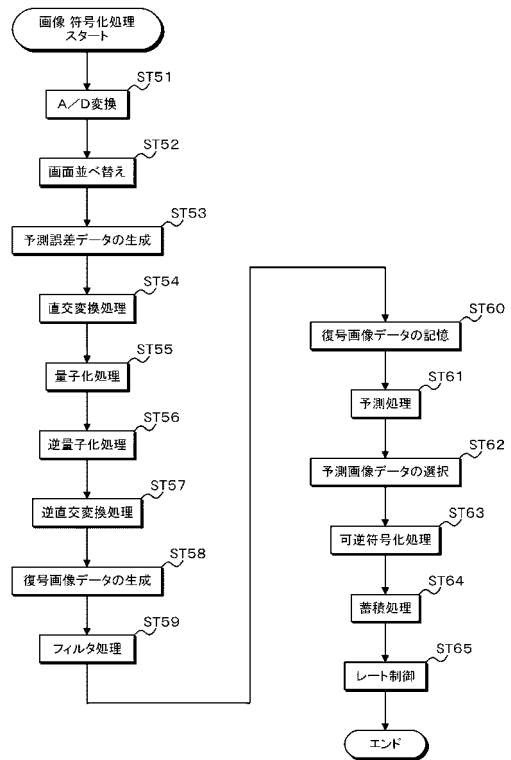 画像 符号化処理
スタート
ST51
A/D変換
ST52
画面並べ替え
ST53
予測誤差データの生成
ST54
直交変換処理
ST55
量子化処理
ST56
逆量子化処理
ST57
逆直交変換処理
ST58
復号画像データの生成
ST59
フィルタ処理
ST60
復号画像データの記憶
ST61
予測処理
ST62
予測画像データの選択
ST63
可逆符号化処理
ST64
蓄積処理
ST65
レート制御
エンド